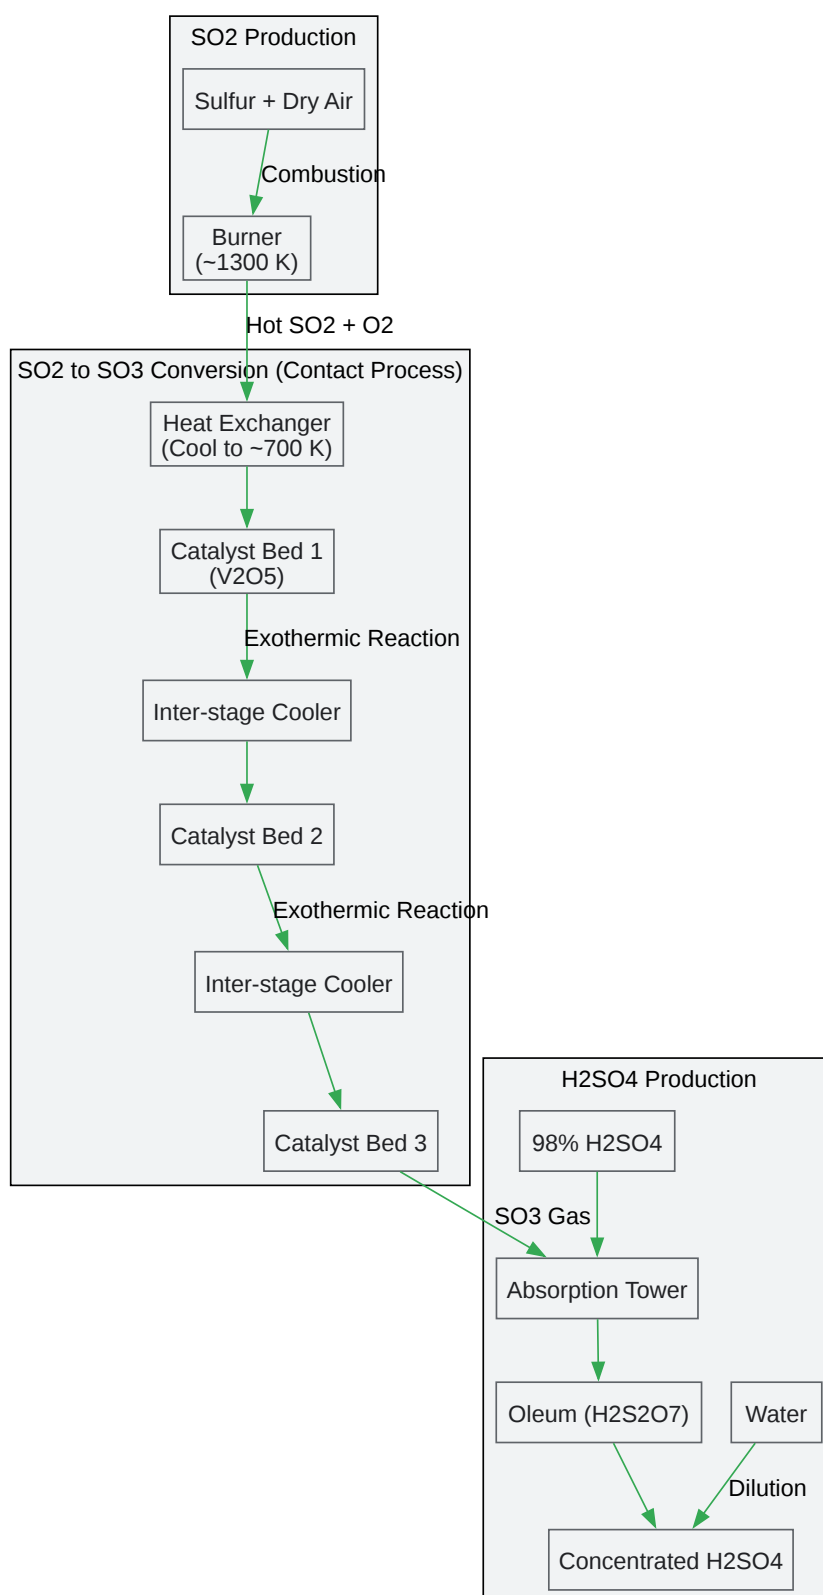 SO2 Production
Sulfur + Dry Air
Combustion
Burner
(~1300 K)
Hot SO2 + O2
SO2 to SO3 Conversion (Contact Process)
Heat Exchanger
(Cool to ~700 K)
Catalyst Bed 1
(V2O5)
Exothermic Reaction
Inter-stage Cooler
Catalyst Bed 2
Exothermic Reaction
Inter-stage Cooler
Catalyst Bed 3
H2SO4 Production
98% H2SO4
SO3 Gas
Absorption Tower
Oleum (H2S2O7)
Water
Dilution
Concentrated H2SO4